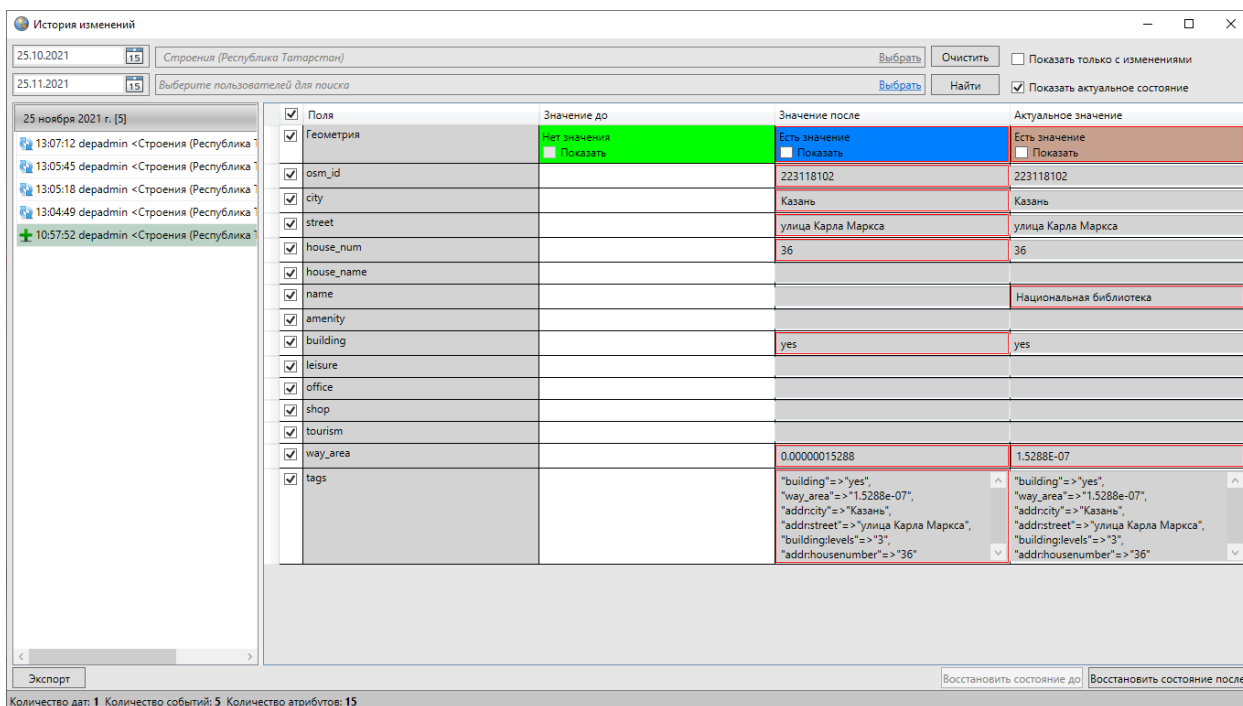 История изменений
25.10.2021 15 Строения (Республика Татарстан) Выбрать Очистить Показать только с изменениями
25.11.2021 15 Выберите пользователей для поиска Выбрать Найти Показать актуальное состояние
25 ноября 2021 г. [5]
13:07:12 depadmin <Строения (Республика
13:05:45 depadmin <Строения (Республика
13:05:18 depadmin <Строения (Республика
13:04:49 depadmin <Строения (Республика
10:57:52 depadmin <Строения (Республика
Поля Значение до Значение после Актуальное значение
Геометрия Нет значения Есть значение Есть значение
Показать Показать Показать
osm_id 223118102 223118102
city Казань Казань
street улица Карла Маркса улица Карла Маркса
house_num 36 36
house_name
name Национальная библиотека
amenity
building yes yes
leisure
office
shop
tourism
way_area 0.00000015288 1.5288E-07
tags "building"=>"yes", "building"=>"yes",
"way_area"=>"1.5288e-07", "way_area"=>"1.5288e-07",
"addr:city"=>"Казань", "addr:city"=>"Казань",
"addr:street"=>"улица Карла Маркса", "addr:street"=>"улица Карла Маркса",
"building:levels"=>"3", "building:levels"=>"3",
"addr:housenumber"=>"36" "addr:housenumber"=>"36"
Экспорт Восстановить состояние до Восстановить состояние после
Количество дат: 1 Количество событий: 5 Количество атрибутов: 15